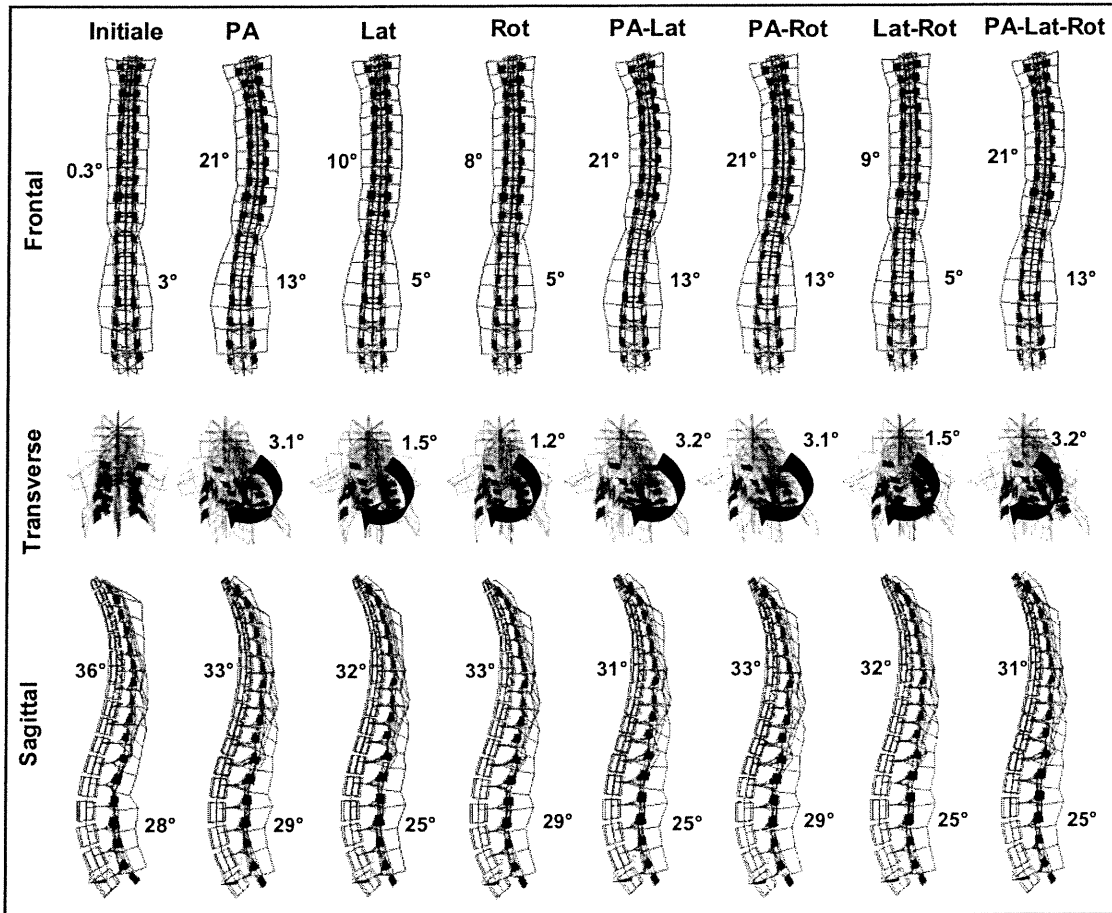 Initiale PA Lat Rot PA-Lat PA-Rot Lat-Rot PA-Lat-Rot
Frontal
0.3° 21° 10° 8° 21° 21° 9° 21°
3° 13° 5° 5° 13° 13° 5° 13°
Transverse
3.1° 1.5° 1.2° 3.2° 3.1° 1.5° 3.2°
Sagittal
36° 33° 32° 33° 31° 33° 32° 31°
28° 29° 25° 29° 25° 29° 25° 25°